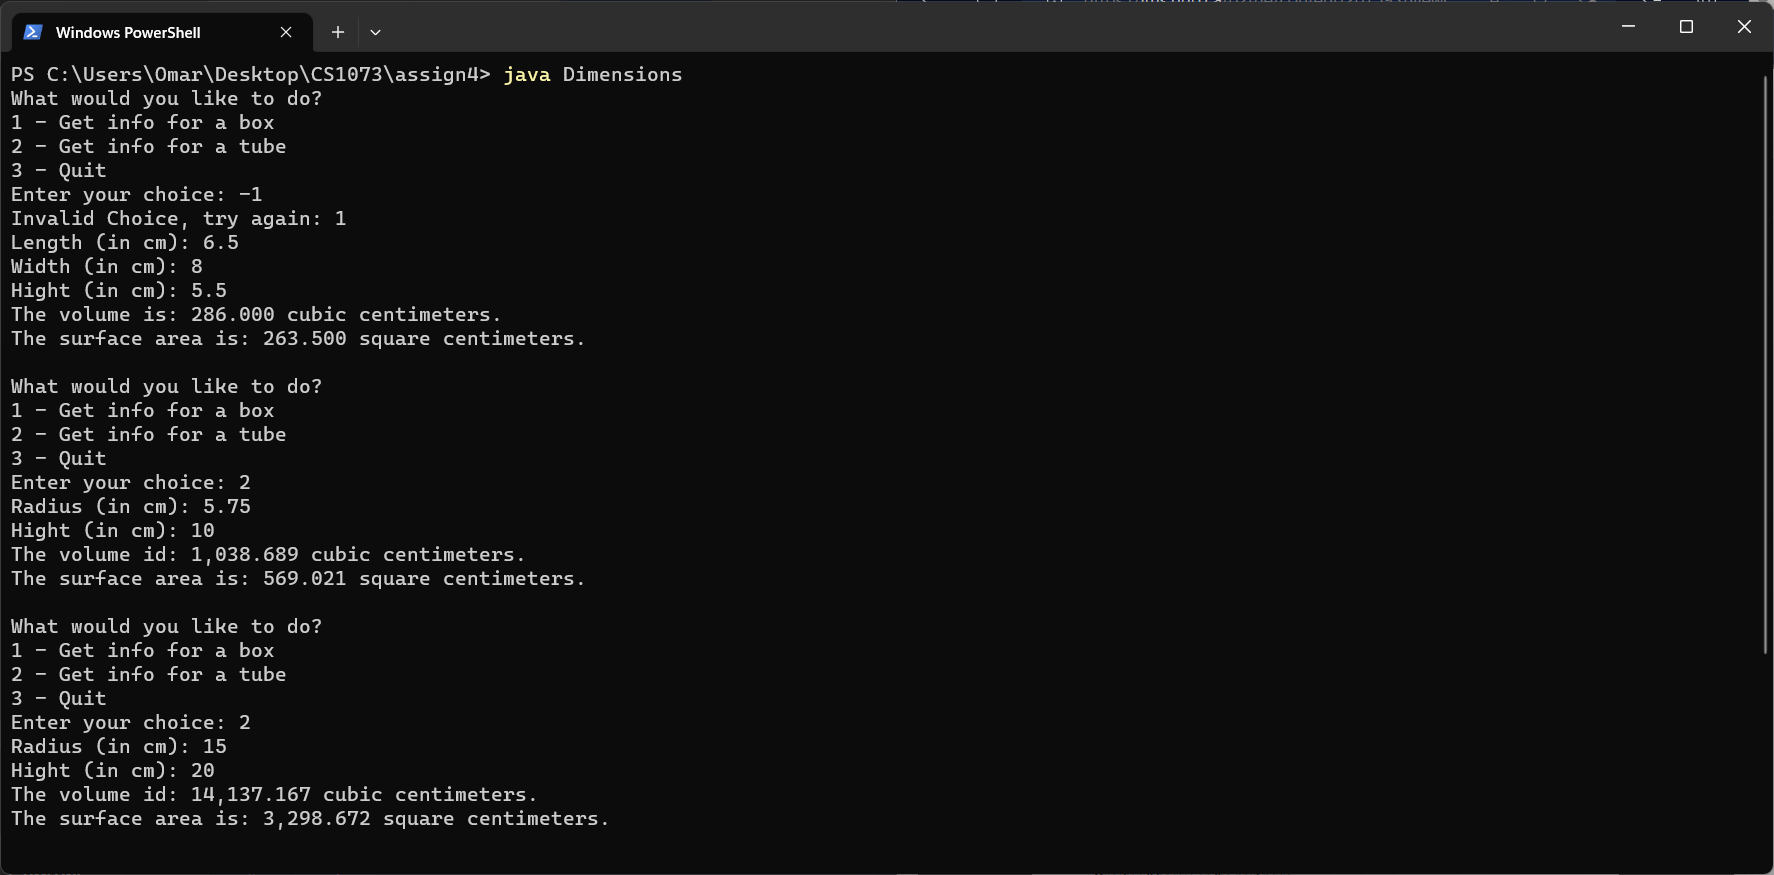 Windows PowerShell
PS C:\Users\Omar\Desktop\CS1073\assign4> java Dimensions
What would you like to do?
1 - Get info for a box
2 - Get info for a tube
3 - Quit
Enter your choice: -1
Invalid Choice, try again: 1
Length (in cm): 6.5
Width (in cm): 8
Hight (in cm): 5.5
The volume is: 286.000 cubic centimeters.
The surface area is: 263.500 square centimeters.
What would you like to do?
1 - Get info for a box
2 - Get info for a tube
3 - Quit
Enter your choice: 2
Radius (in cm): 5.75
Hight (in cm): 10
The volume id: 1,038.689 cubic centimeters.
The surface area is: 569.021 square centimeters.
What would you like to do?
1 - Get info for a box
2 - Get info for a tube
3 - Quit
Enter your choice: 2
Radius (in cm): 15
Hight (in cm): 20
The volume id: 14,137.167 cubic centimeters.
The surface area is: 3,298.672 square centimeters.